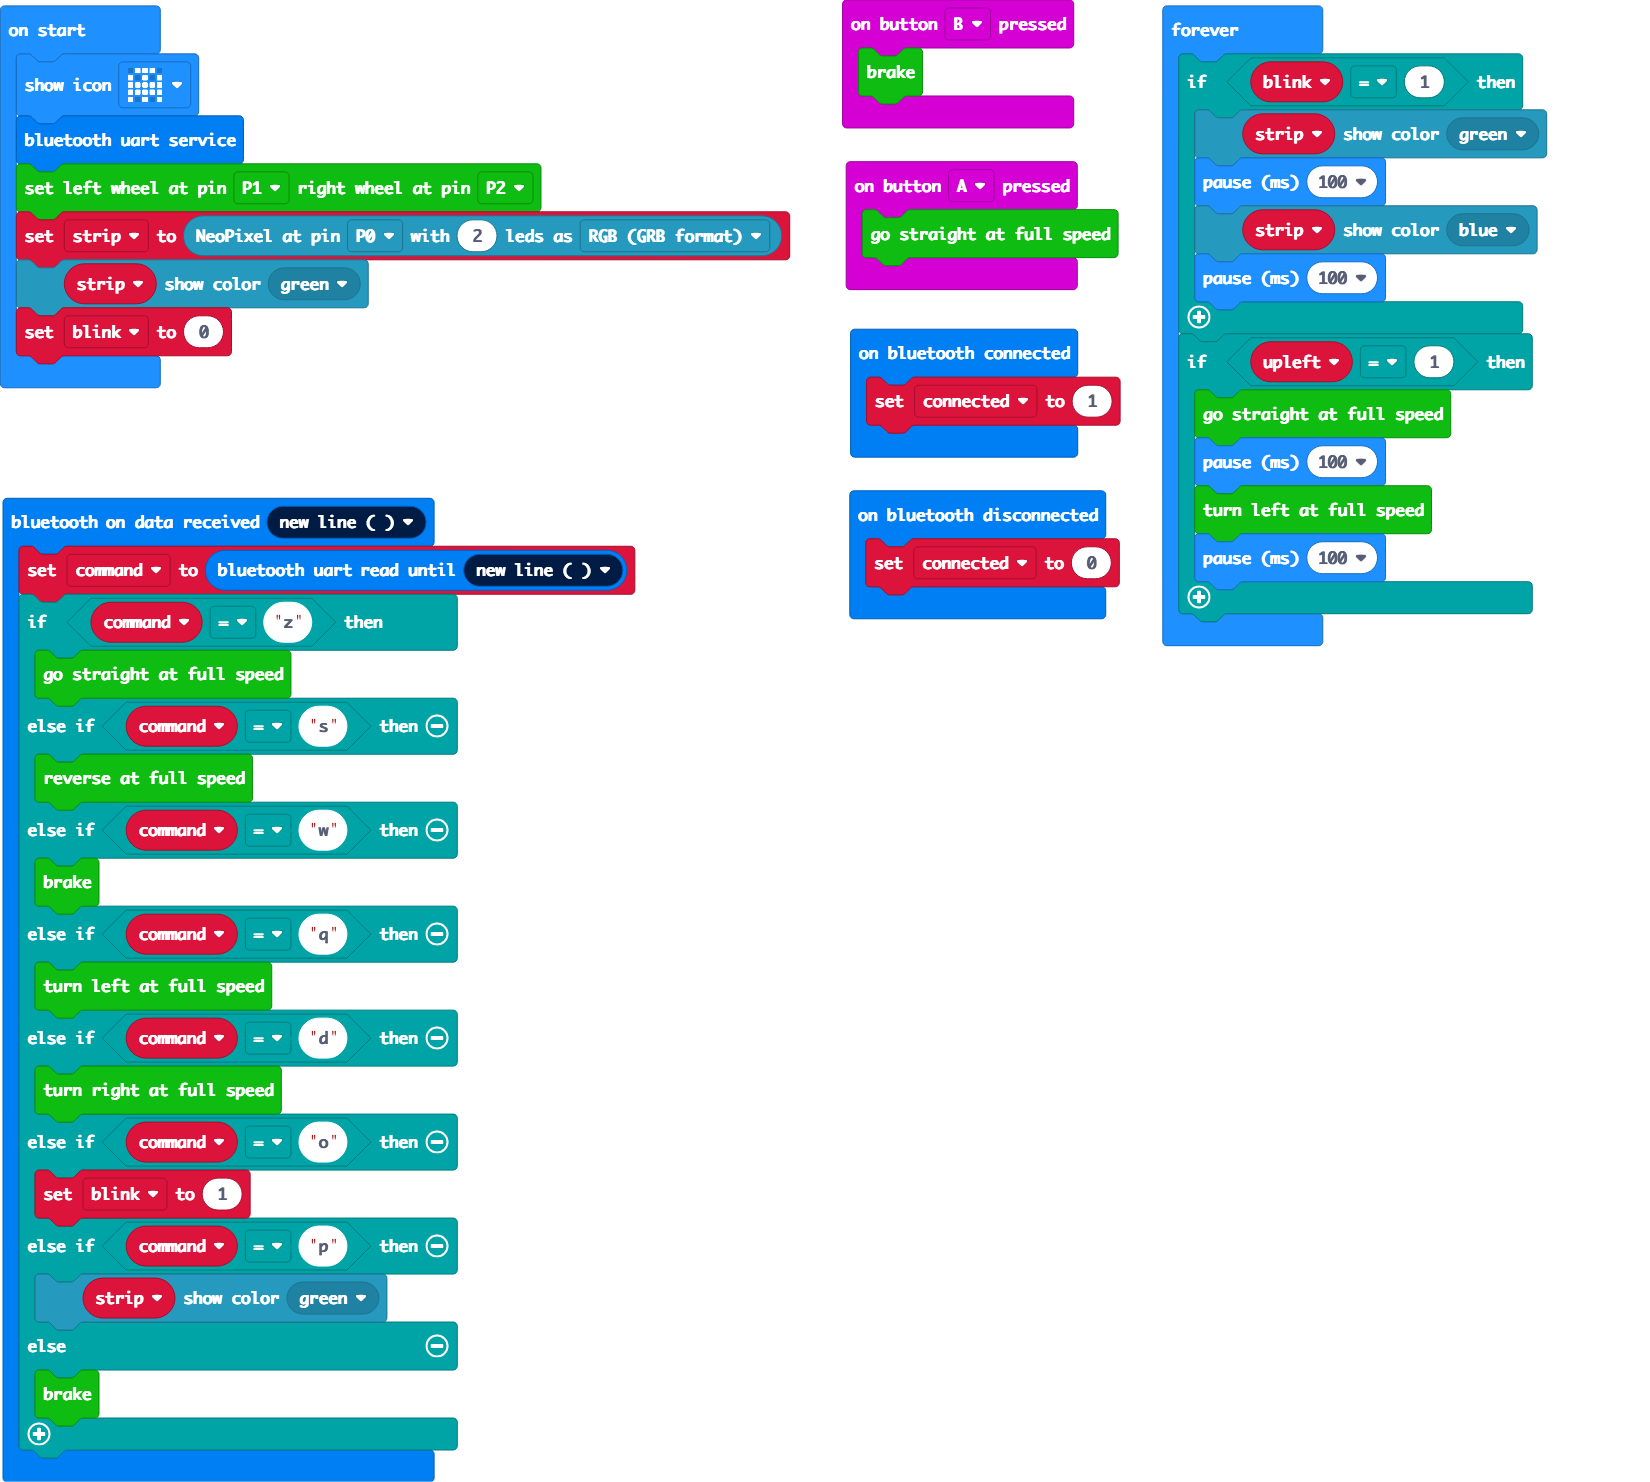 on start
show icon
bluetooth uart service
set left wheel at pin P1 right wheel at pin P2
set strip to NeoPixel at pin P0 with 2 leds as RGB (GRB format)
strip show color green
set blink to 0
bluetooth on data received new line ( )
set command to bluetooth uart read until new line ( )
if command = "z" then
go straight at full speed
else if command = "s" then
reverse at full speed
else if command = "w" then
brake
else if command = "q" then
turn left at full speed
else if command = "d" then
turn right at full speed
else if command = "o" then
set blink to 1
else if command = "p" then
strip show color green
else
brake
on button B pressed
brake
on button A pressed
go straight at full speed
on bluetooth connected
set connected to 1
on bluetooth disconnected
set connected to 0
forever
if blink = 1 then
strip show color green
pause (ms) 100
strip show color blue
pause (ms) 100
if upleft = 1 then
go straight at full speed
pause (ms) 100
turn left at full speed
pause (ms) 100